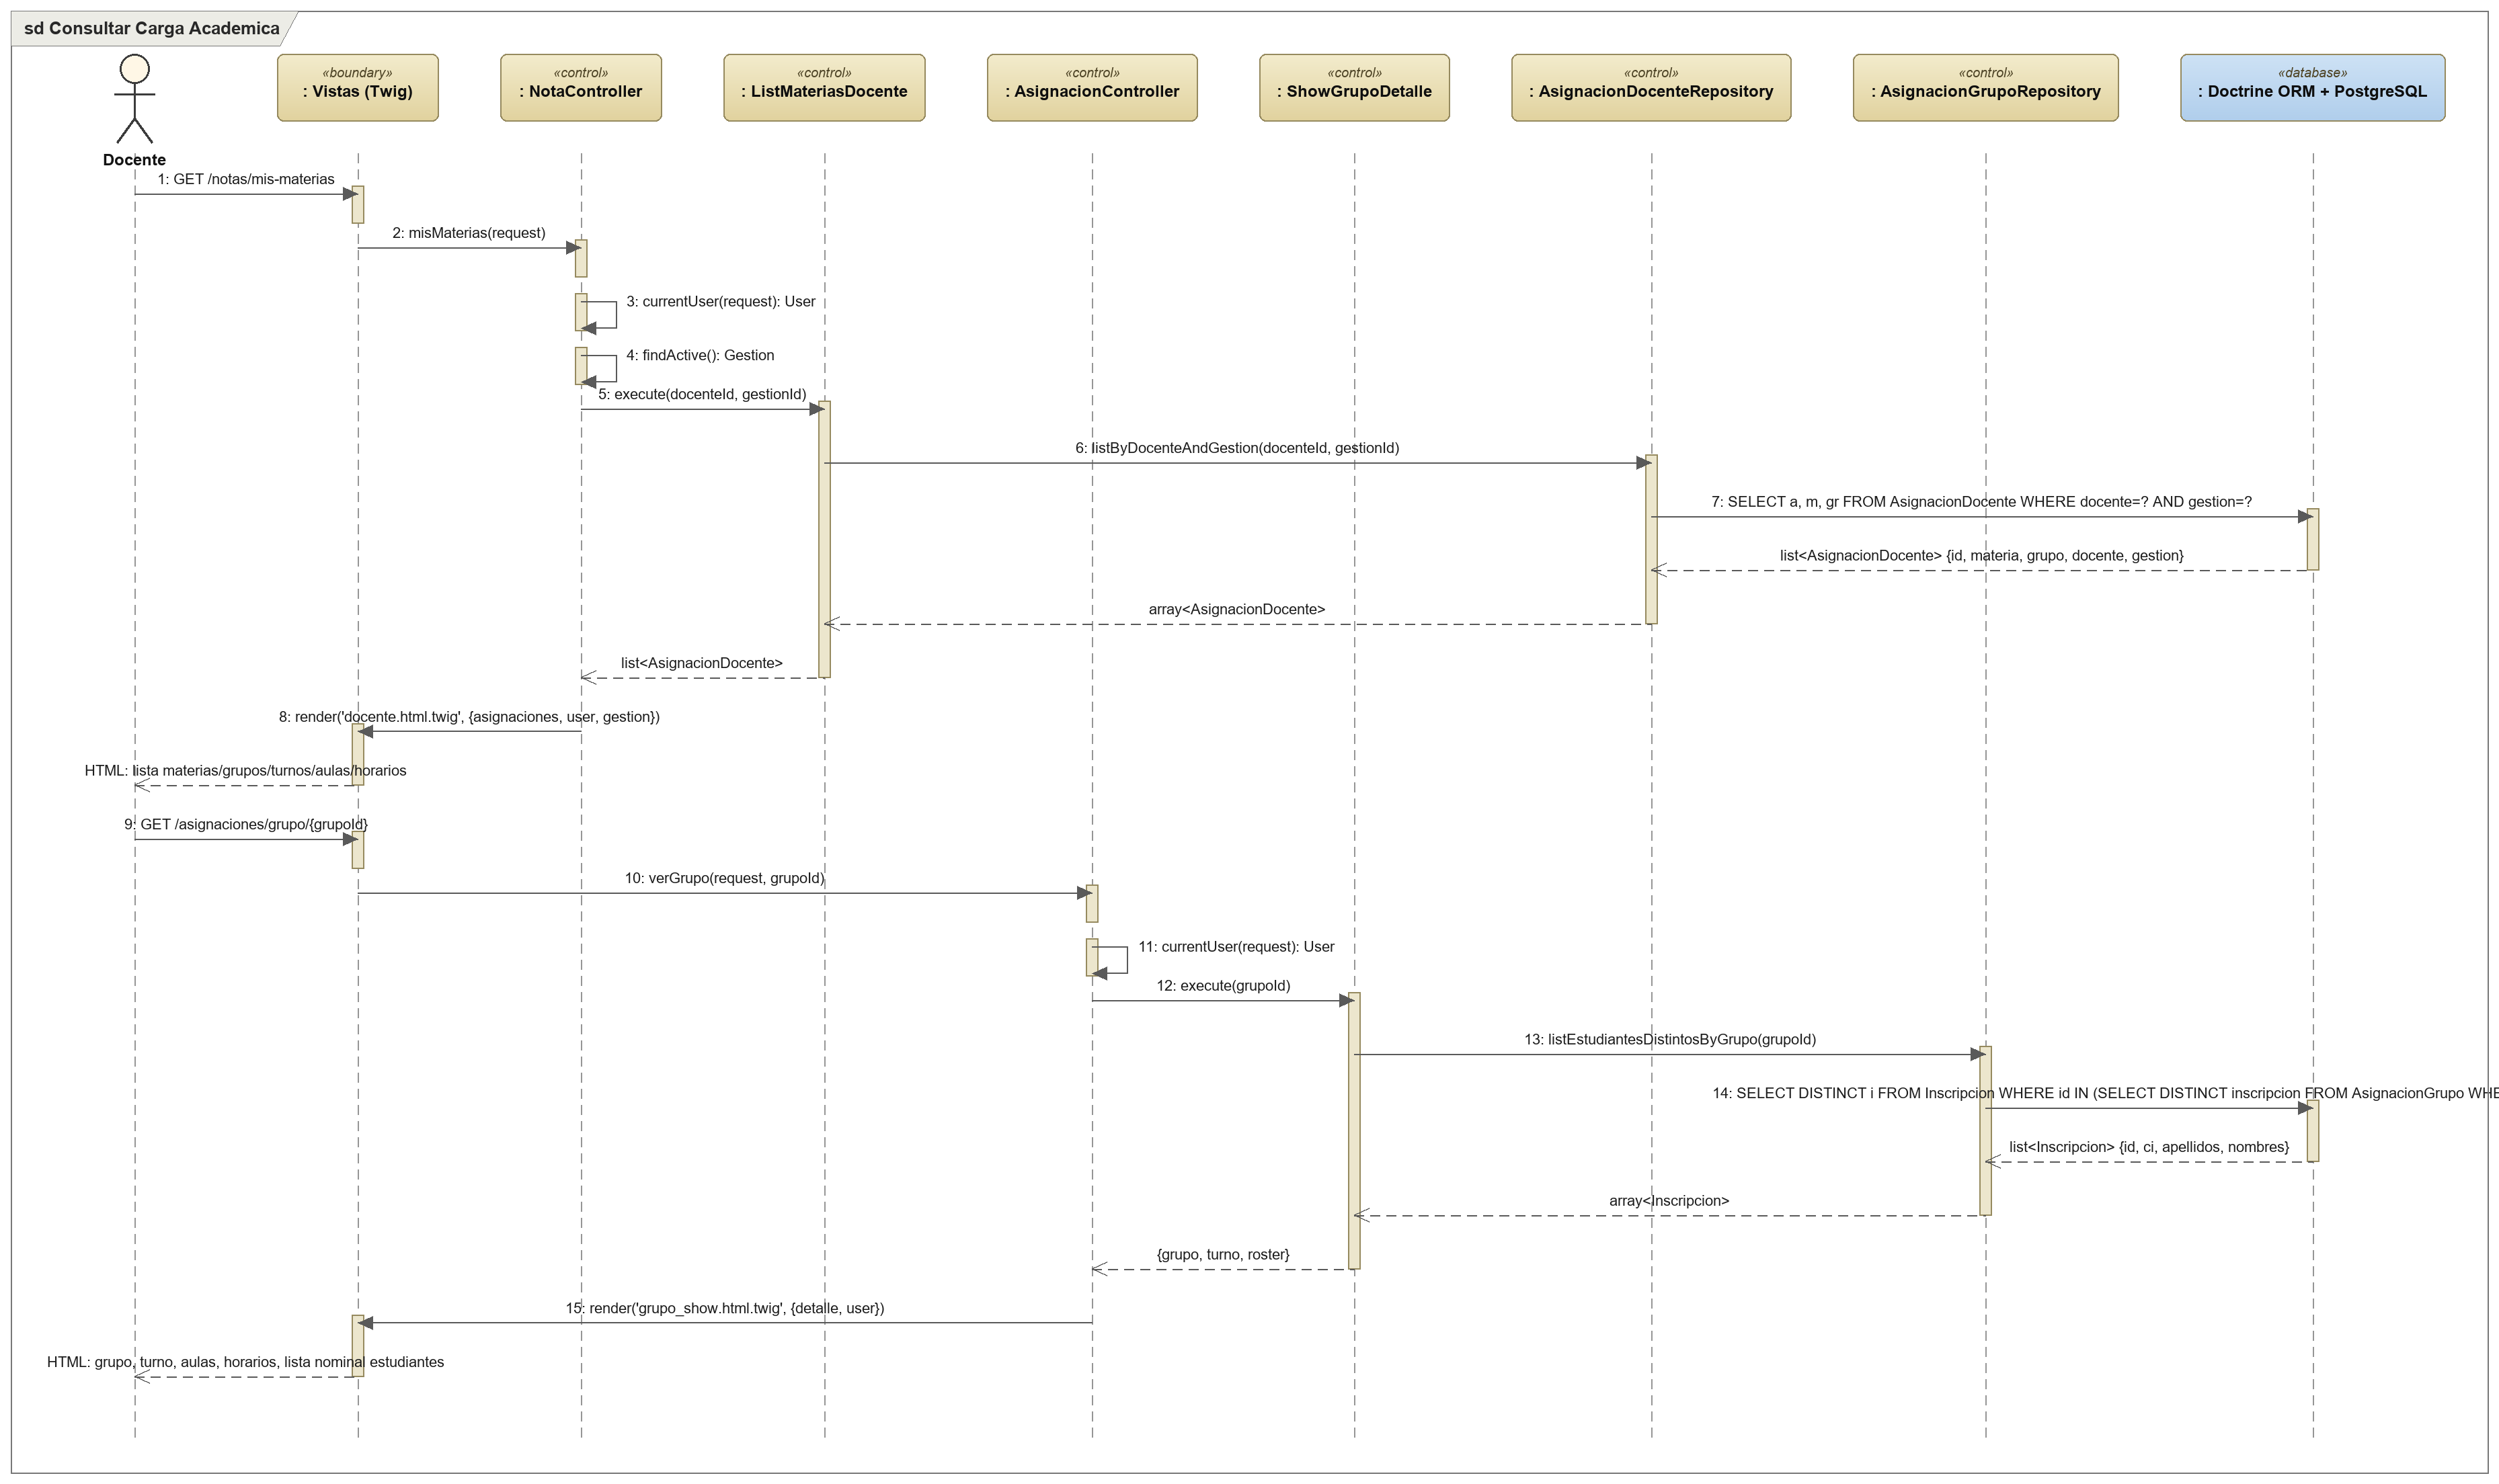 sd Consultar Carga Academica
Docente
«boundary»
: Vistas (Twig)
«control»
: NotaController
«control»
: ListMateriasDocente
«control»
: AsignacionController
«control»
: ShowGrupoDetalle
«control»
: AsignacionDocenteRepository
«control»
: AsignacionGrupoRepository
«database»
: Doctrine ORM + PostgreSQL
1: GET /notas/mis-materias
2: misMaterias(request)
3: currentUser(request): User
4: findActive(): Gestion
5: execute(docenteId, gestionId)
6: listByDocenteAndGestion(docenteId, gestionId)
7: SELECT a, m, gr FROM AsignacionDocente WHERE docente=? AND gestion=?
list<AsignacionDocente> {id, materia, grupo, docente, gestion}
array<AsignacionDocente>
list<AsignacionDocente>
8: render('docente.html.twig', {asignaciones, user, gestion})
HTML: lista materias/grupos/turnos/aulas/horarios
9: GET /asignaciones/grupo/{grupoId}
10: verGrupo(request, grupoId)
11: currentUser(request): User
12: execute(grupoId)
13: listEstudiantesDistintosByGrupo(grupoId)
14: SELECT DISTINCT i FROM Inscripcion WHERE id IN (SELECT DISTINCT inscripcion FROM AsignacionGrupo
list<Inscripcion> {id, ci, apellidos, nombres}
array<Inscripcion>
{grupo, turno, roster}
15: render('grupo_show.html.twig', {detalle, user})
HTML: grupo, turno, aulas, horarios, lista nominal estudiantes